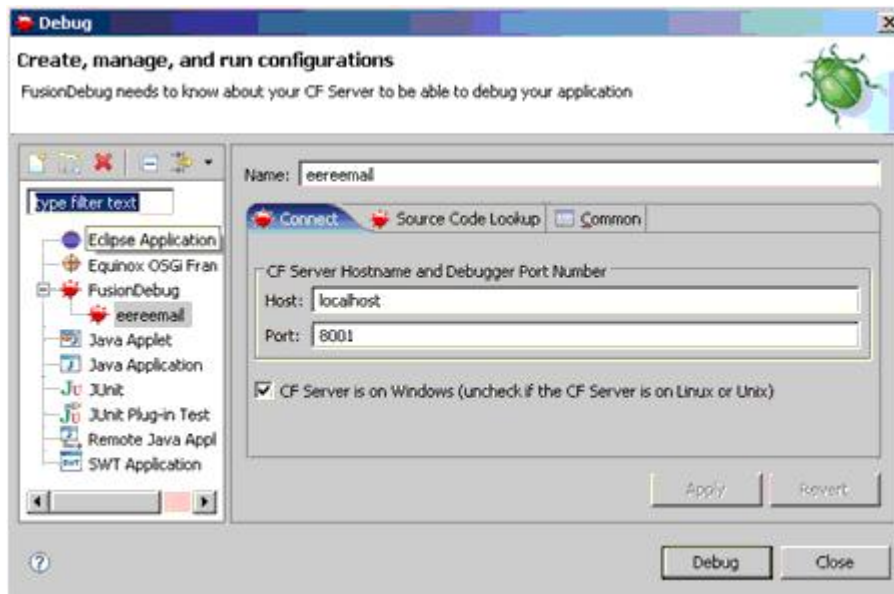 Debug
Create, manage, and run configurations
FusionDebug needs to know about your CF Server to be able to debug your application
type filter text
Eclipse Application
Equinox OSGi Fran
FusionDebug
eereemail
Java Applet
Java Application
JUnit
JUnit Plug-in Test
Remote Java Appl
SWT Application
Name: eereemail
Connect Source Code Lookup Common
CF Server Hostname and Debugger Port Number
Host: localhost
Port: 8001
CF Server is on Windows (uncheck if the CF Server is on Linux or Unix)
Apply Revert
Debug Close